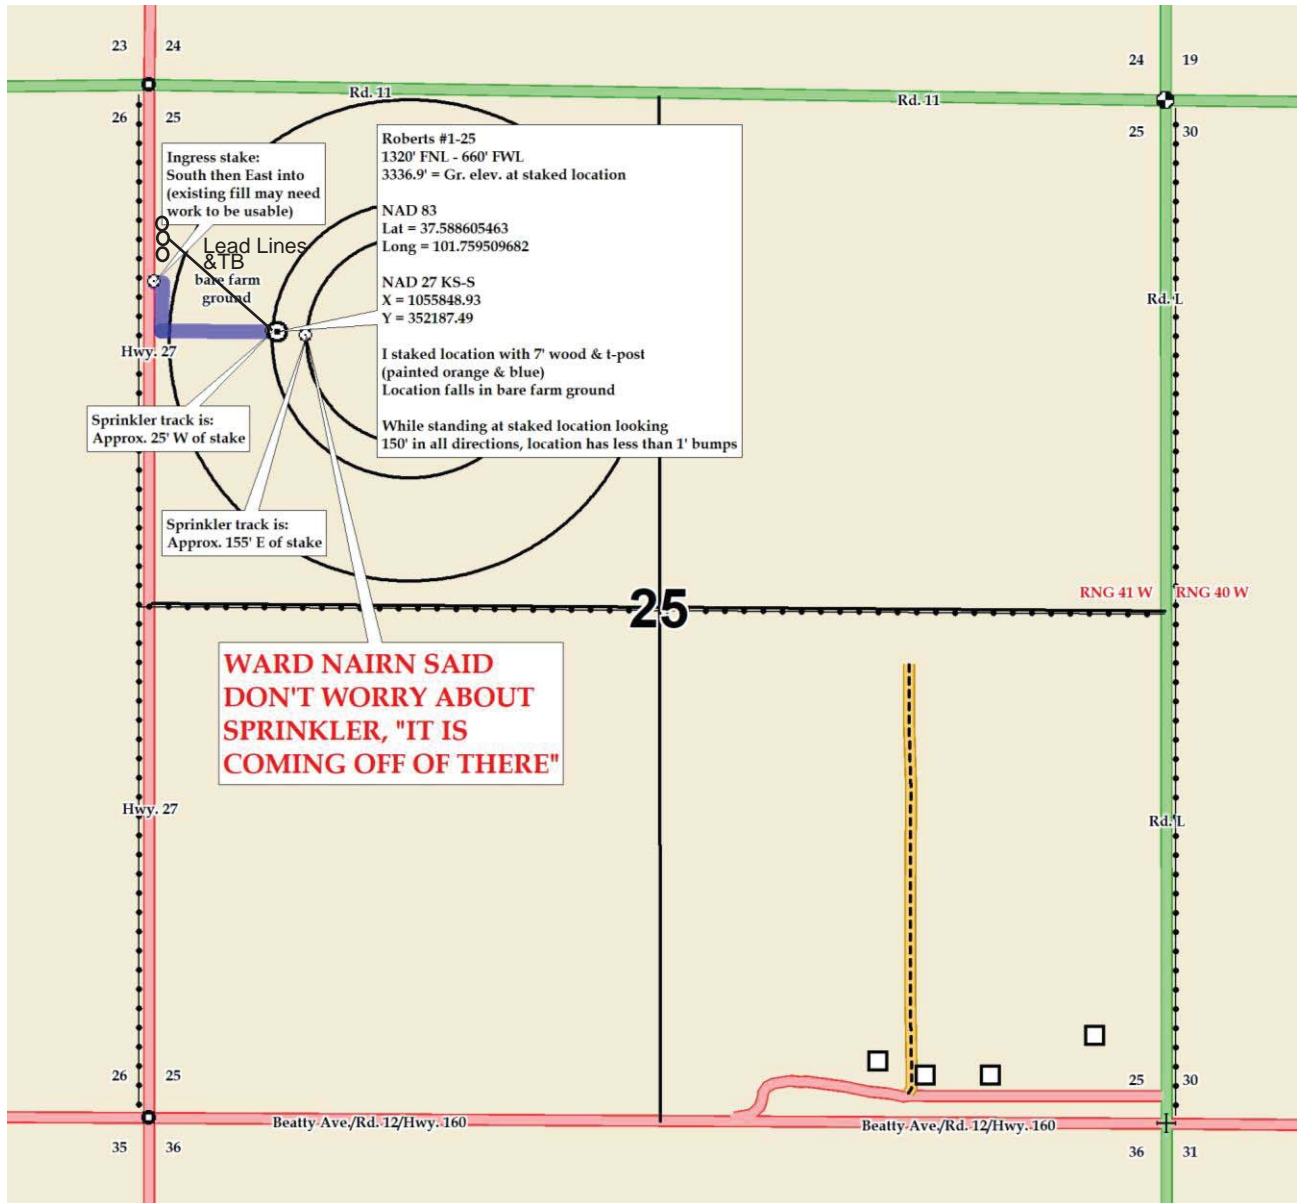 23 24
24 19
Rd. 11
Rd. 11
26 25
25 30
Ingress stake:
South then East into
(existing fill may need
work to be usable)
Roberts #1-25
1320' FNL - 660' FWL
3336.9' = Gr. elev. at staked location
NAD 83
Lat = 37.588605463
Long = 101.759509682
NAD 27 KS-S
X = 1055848.93
Y = 352187.49
I staked location with 7' wood & t-post
(painted orange & blue)
Location falls in bare farm ground
While standing at staked location looking
150' in all directions, location has less than 1' bumps
Lead Lines
&TB
bare farm
ground
Rd. L
Hwy. 27
Sprinkler track is:
Approx. 25' W of stake
Sprinkler track is:
Approx. 155' E of stake
RNG 41 W RNG 40 W
25
WARD NAIRN SAID
DON'T WORRY ABOUT
SPRINKLER, "IT IS
COMING OFF OF THERE"
Hwy. 27
Rd. L
26 25
25 30
Beatty Ave./Rd. 12/Hwy. 160
Beatty Ave./Rd. 12/Hwy. 160
35 36
36 31